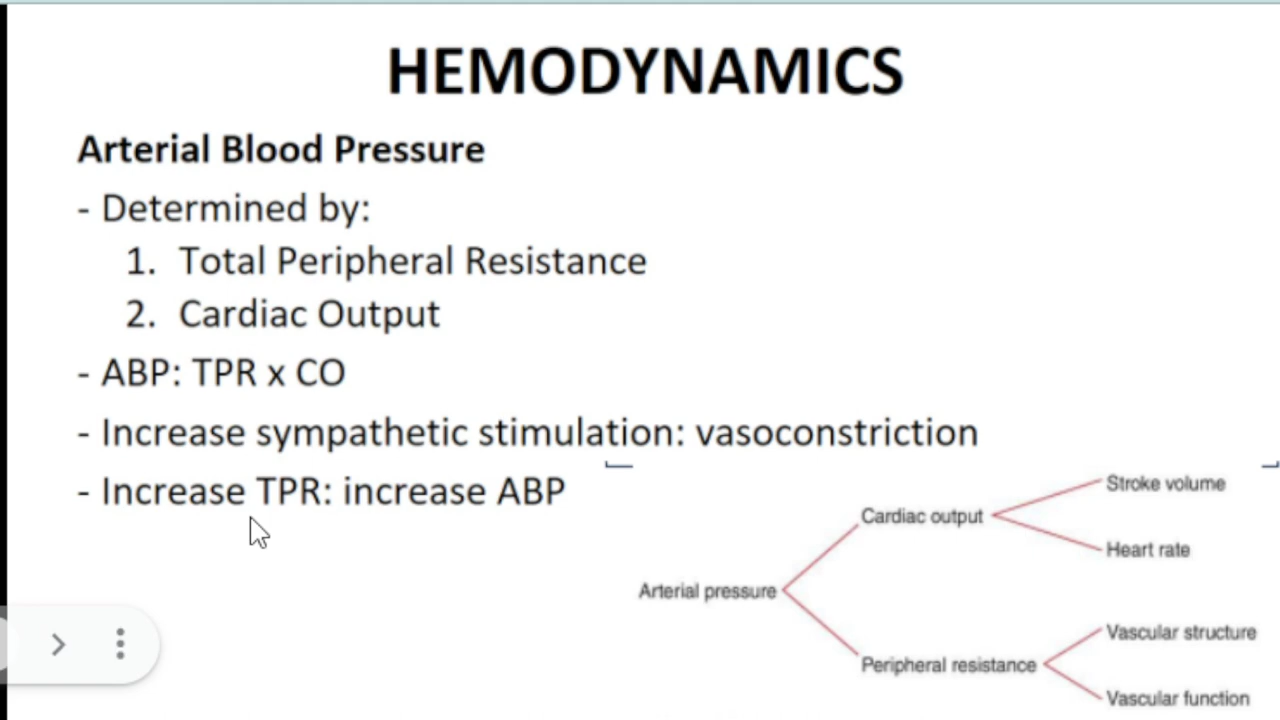 HEMODYNAMICS
Arterial Blood Pressure
- Determined by:
1. Total Peripheral Resistance
2. Cardiac Output
- ABP: TPR x CO
- Increase sympathetic stimulation: vasoconstriction
- Increase TPR: increase ABP
Stroke volume
Cardiac output
Heart rate
Arterial pressure
Vascular structure
Peripheral resistance
Vascular function